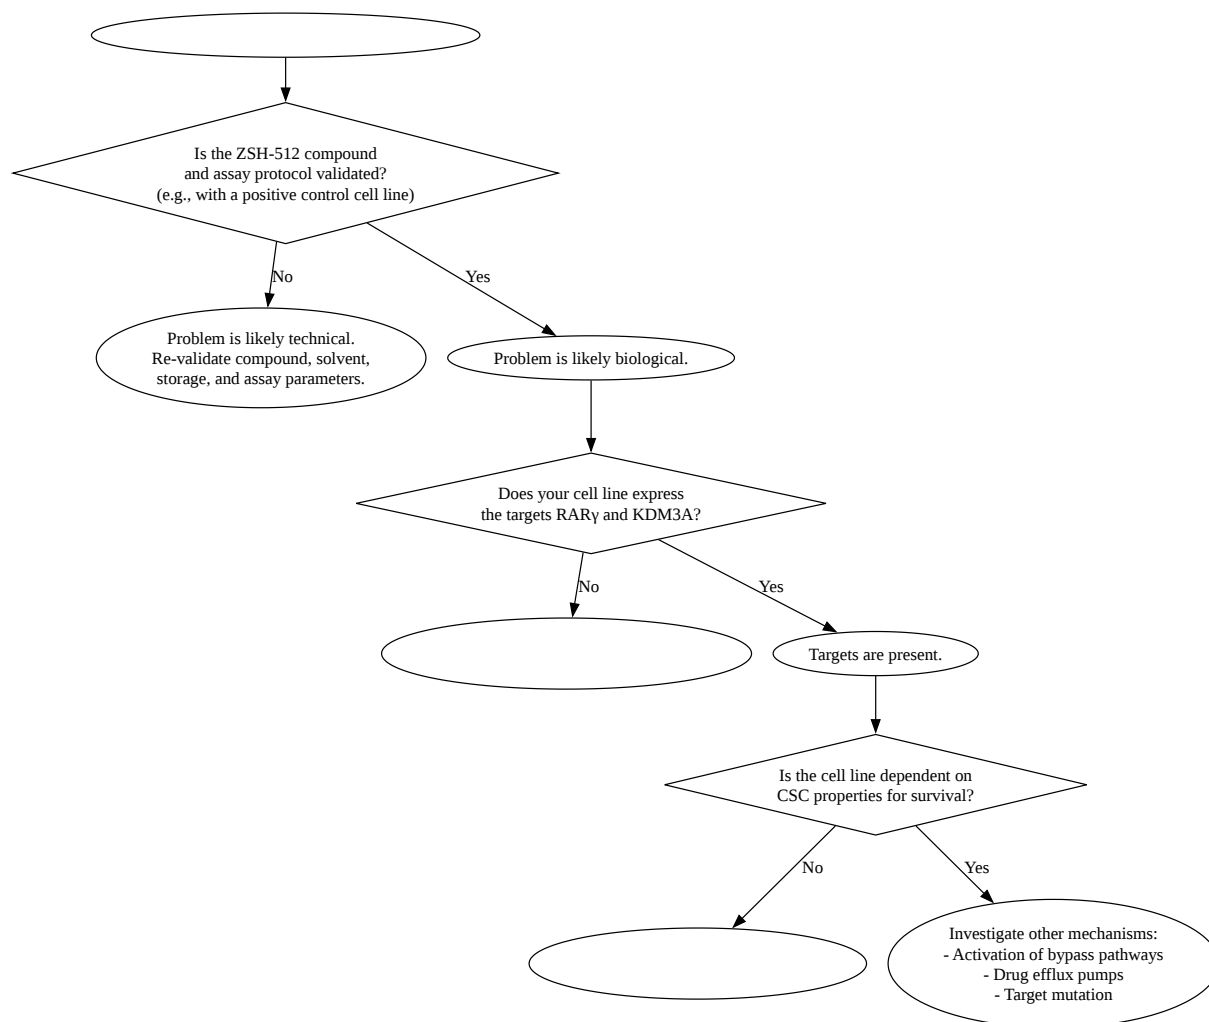 Is the ZSH-512 compound
and assay protocol validated?
(e.g., with a positive control cell line)
No
Yes
Problem is likely technical.
Re-validate compound, solvent,
storage, and assay parameters.
Problem is likely biological.
Does your cell line express
the targets RARγ and KDM3A?
No
Yes
Targets are present.
Is the cell line dependent on
CSC properties for survival?
No
Yes
Investigate other mechanisms:
- Activation of bypass pathways
- Drug efflux pumps
- Target mutation